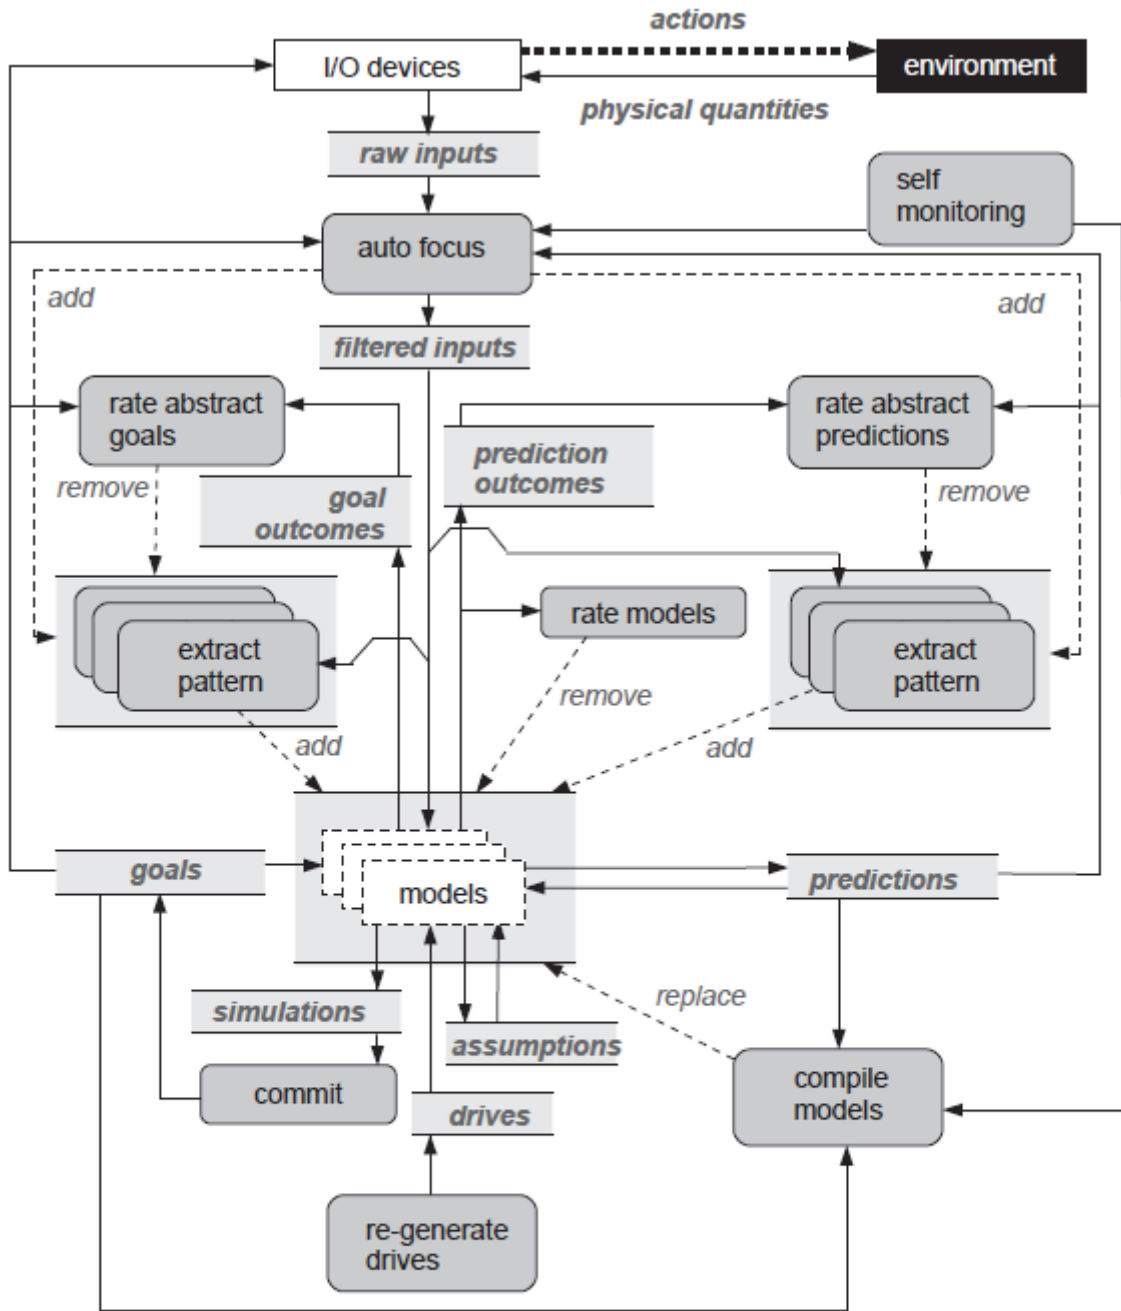 actions
I/O devices
environment
physical quantities
raw inputs
self
monitoring
auto focus
add
add
filtered inputs
rate abstract
goals
rate abstract
predictions
prediction
outcomes
remove
goal
outcomes
remove
rate models
extract
pattern
extract
pattern
remove
add
add
goals
models
predictions
simulations
replace
assumptions
commit
compile
models
drives
re-generate
drives